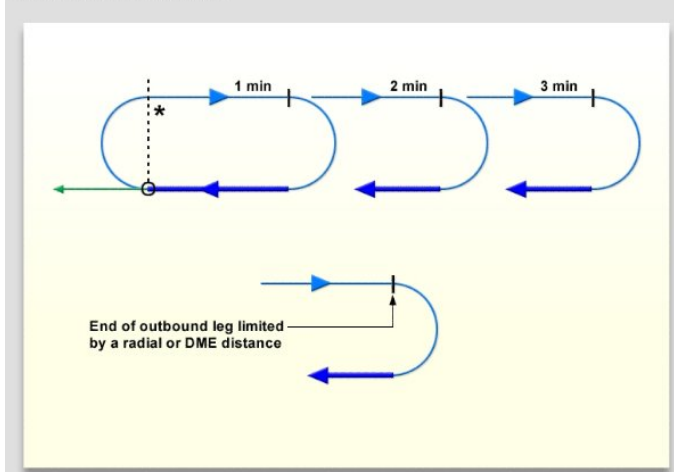 1 min
2 min
3 min
*
End of outbound leg limited
by a radial or DME distance